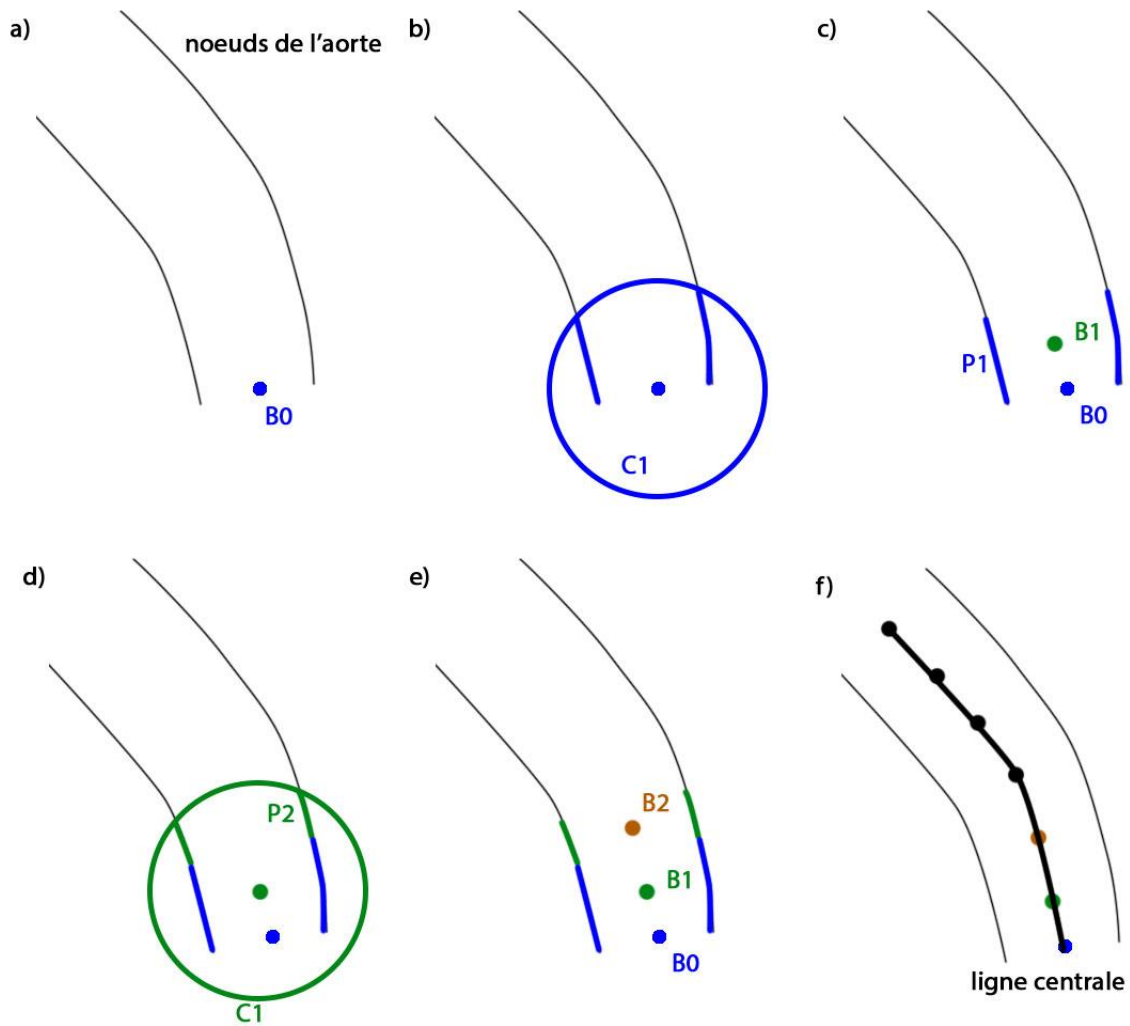 a)
noeuds de l'aorte
B0
b)
C1
c)
B1
P1
B0
d)
P2
C1
e)
B2
B1
B0
f)
ligne centrale